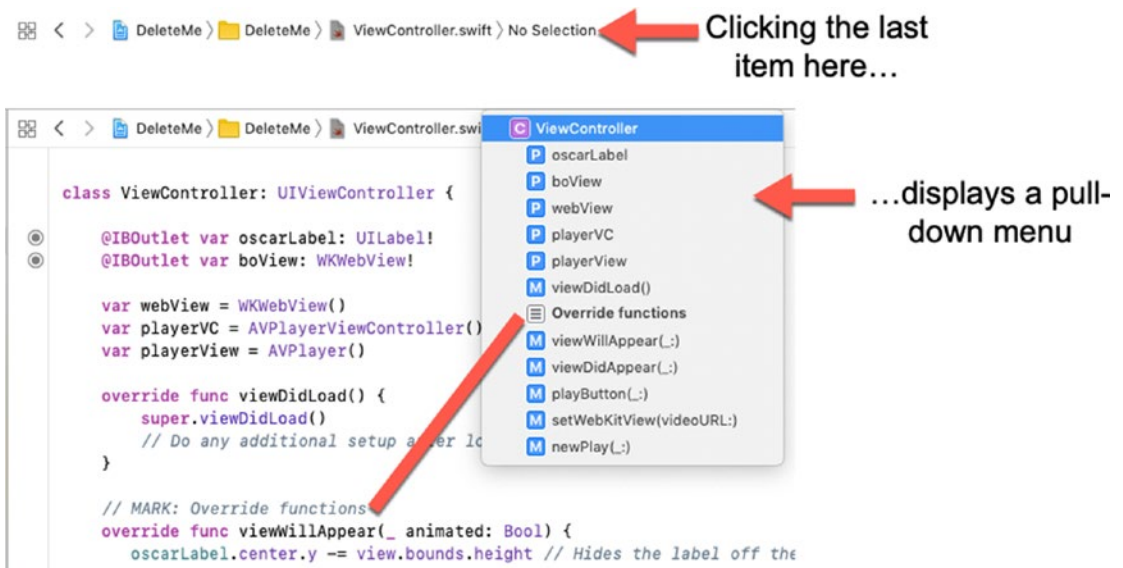 DeleteMe 〉 DeleteMe 〉 ViewController.swift 〉 No Selection
Clicking the last
item here…
DeleteMe 〉 DeleteMe 〉 ViewController.swi
class ViewController: UIViewController {
@IBOutlet var oscarLabel: UILabel!
@IBOutlet var boView: WKWebView!
var webView = WKWebView()
var playerVC = AVPlayerViewController()
var playerView = AVPlayer()
override func viewDidLoad() {
super.viewDidLoad()
// Do any additional setup after lo
}
// MARK: Override functions
override func viewWillAppear(_ animated: Bool) {
oscarLabel.center.y -= view.bounds.height // Hides the label off the
C ViewController
P oscarLabel
P boView
P webView
P playerVC
P playerView
M viewDidLoad()
Override functions
M viewWillAppear(_:)
M viewDidAppear(_:)
M playButton(_:)
M setWebKitView(videoURL:)
M newPlay(_:)
…displays a pull-
down menu